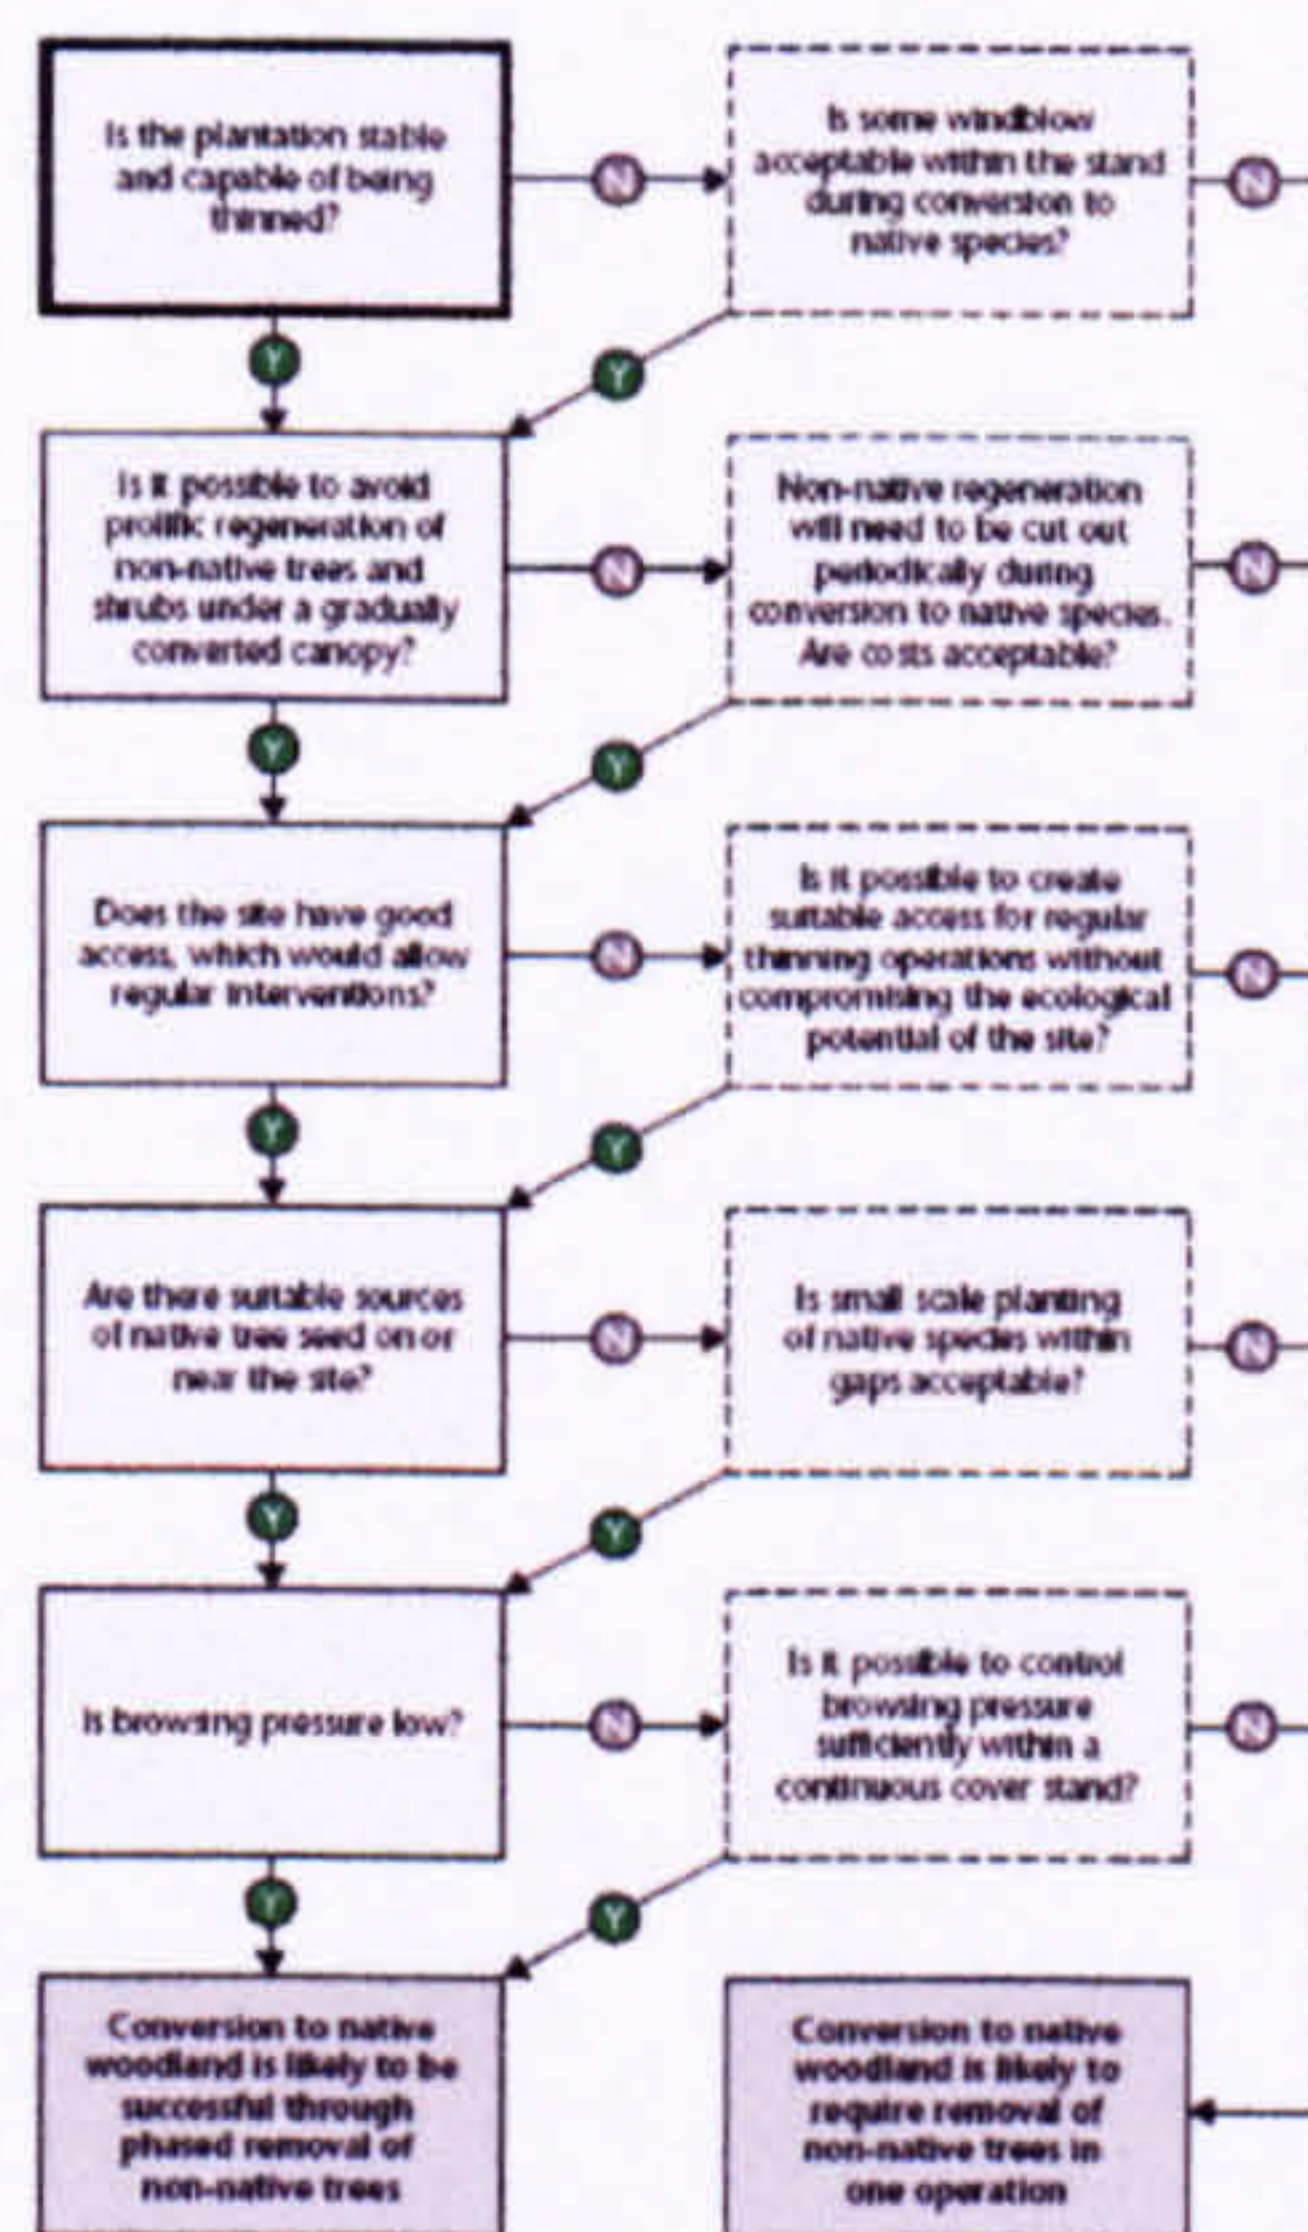 Is the plantation stable
and capable of being
thinned?
N
Is some windblow
acceptable within the stand
during conversion to
native species?
N
Y
Y
Is it possible to avoid
prolific regeneration of
non-native trees and
shrubs under a gradually
converted canopy?
N
Non-native regeneration
will need to be cut out
periodically during
conversion to native species.
Are costs acceptable?
N
Y
Y
Does the site have good
access, which would allow
regular interventions?
N
Is it possible to create
suitable access for regular
thinning operations without
compromising the ecological
potential of the site?
N
Y
Y
Are there suitable sources
of native tree seed on or
near the site?
N
Is small scale planting
of native species within
gaps acceptable?
N
Y
Y
Is browsing pressure low?
N
Is it possible to control
browsing pressure
sufficiently within a
continuous cover stand?
N
Y
Y
Conversion to native
woodland is likely to be
successful through
phased removal of
non-native trees
Conversion to native
woodland is likely to
require removal of
non-native trees in
one operation